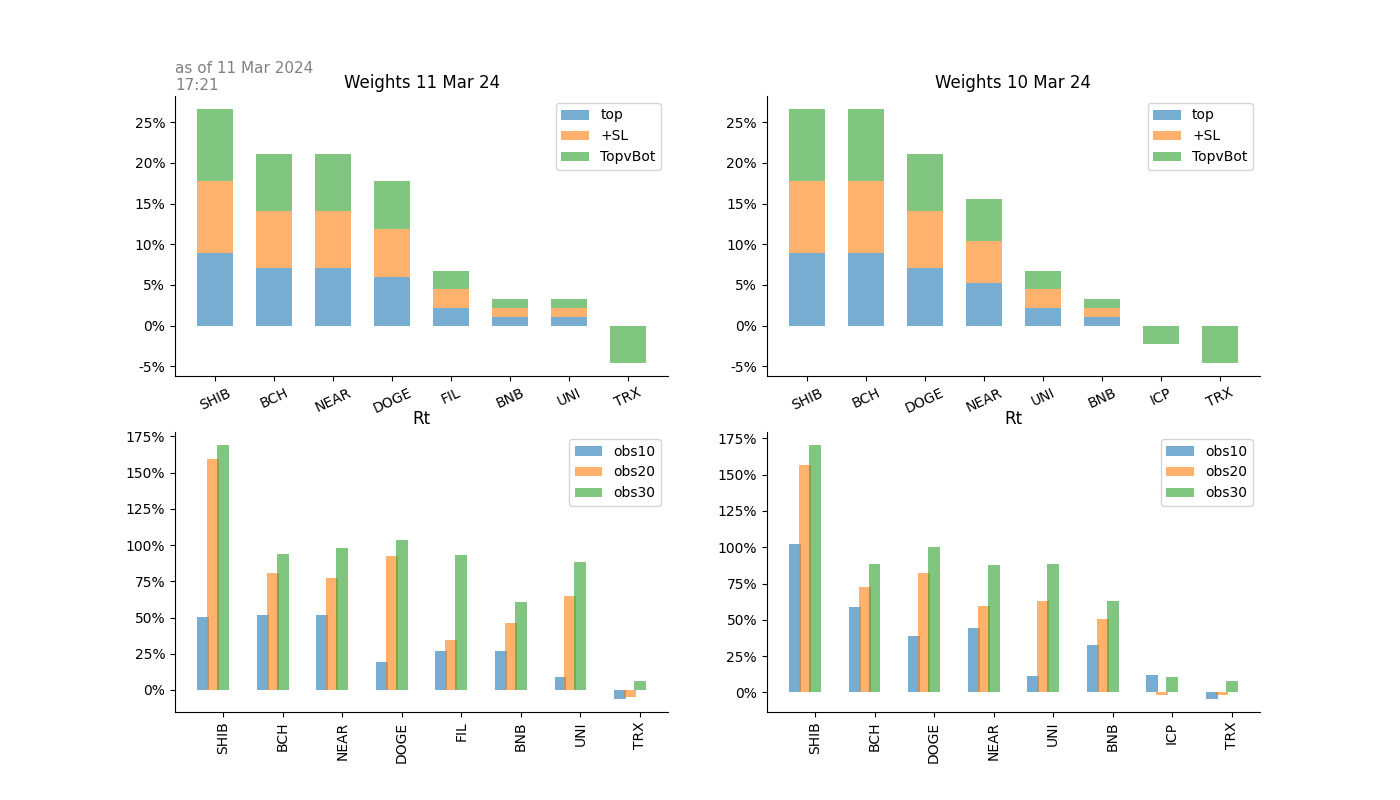 as of 11 Mar 2024
17:21
Weights 11 Mar 24
25%
20%
15%
10%
5%
0%
-5%
top
+SL
TopvBot
SHIB BCH NEAR DOGE FIL BNB UNI TRX
Weights 10 Mar 24
25%
20%
15%
10%
5%
0%
-5%
top
+SL
TopvBot
SHIB BCH DOGE NEAR UNI BNB ICP TRX
Rt
175%
150%
125%
100%
75%
50%
25%
0%
obs10
obs20
obs30
SHIB BCH NEAR DOGE FIL BNB UNI TRX
Rt
175%
150%
125%
100%
75%
50%
25%
0%
obs10
obs20
obs30
SHIB BCH DOGE NEAR UNI BNB ICP TRX